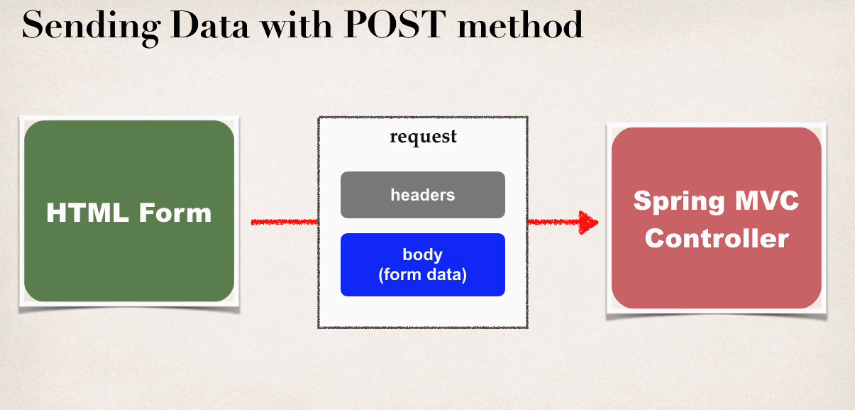 Sending Data with POST method
request
HTML Form
headers
body
(form data)
Spring MVC
Controller